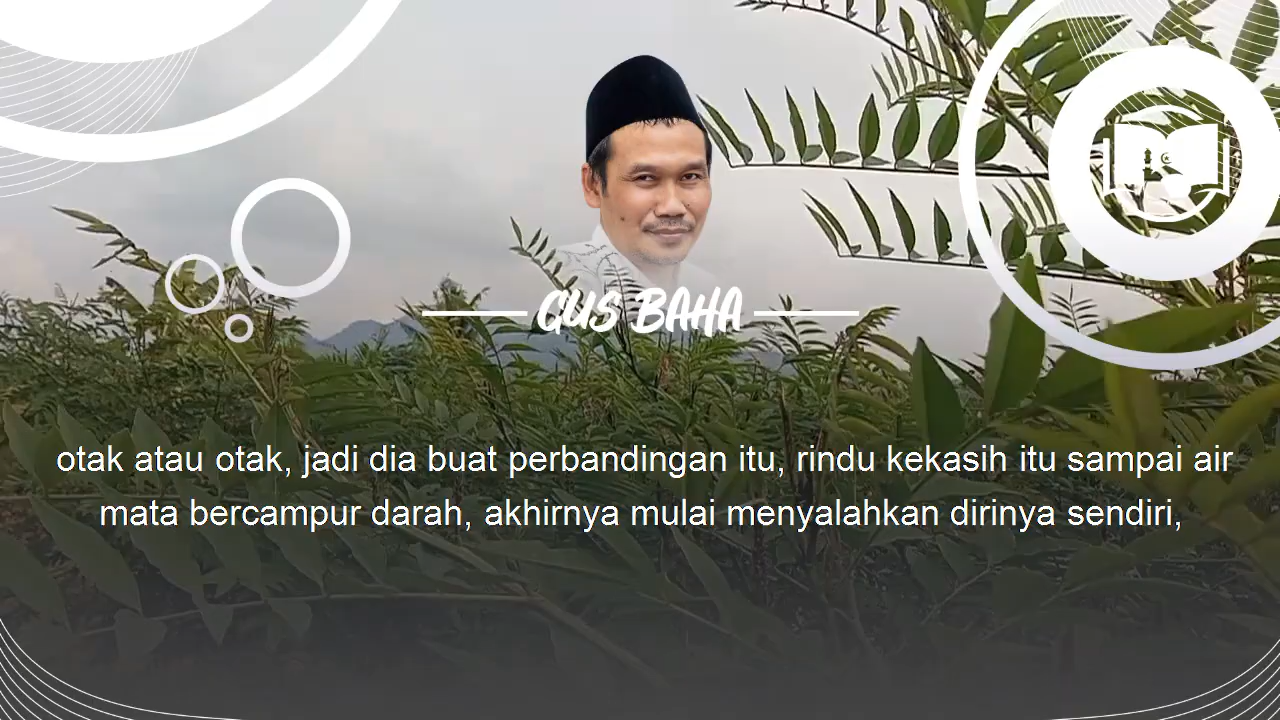 GUS BAHA
otak atau otak, jadi dia buat perbandingan itu, rindu kekasih itu sampai air
mata bercampur darah, akhirnya mulai menyalahkan dirinya sendiri,